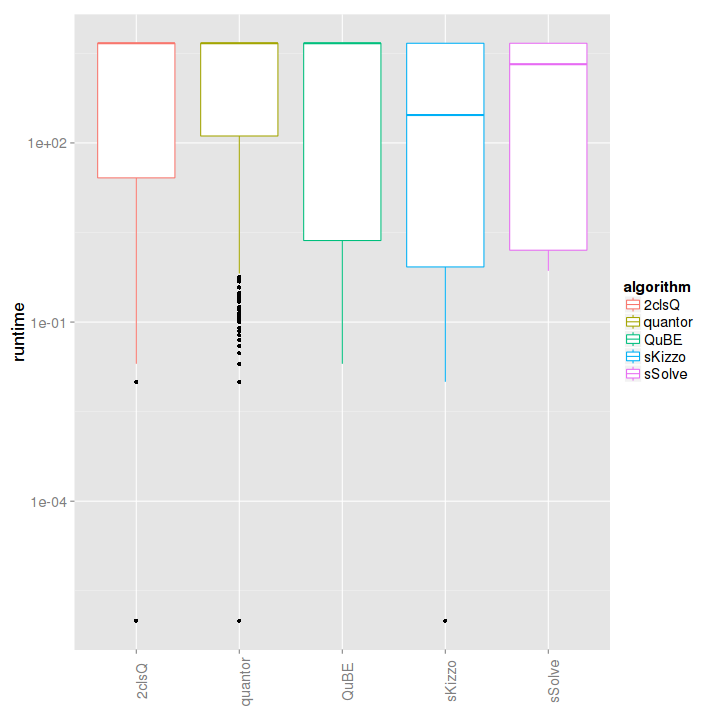 1e+02
1e-01
1e-04
runtime
2clsQ
quantor
QuBE
sKizzo
sSolve
algorithm
2clsQ
quantor
QuBE
sKizzo
sSolve